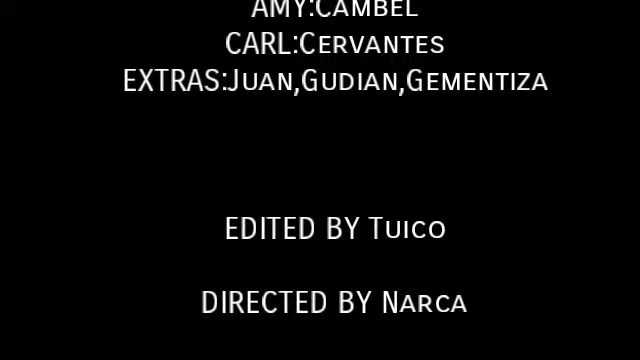 AMY:CAMBEL
CARL:CERVANTES
EXTRAS:JUAN,GUDIAN,GEMENTIZA
EDITED BY TUICO
DIRECTED BY NARCA